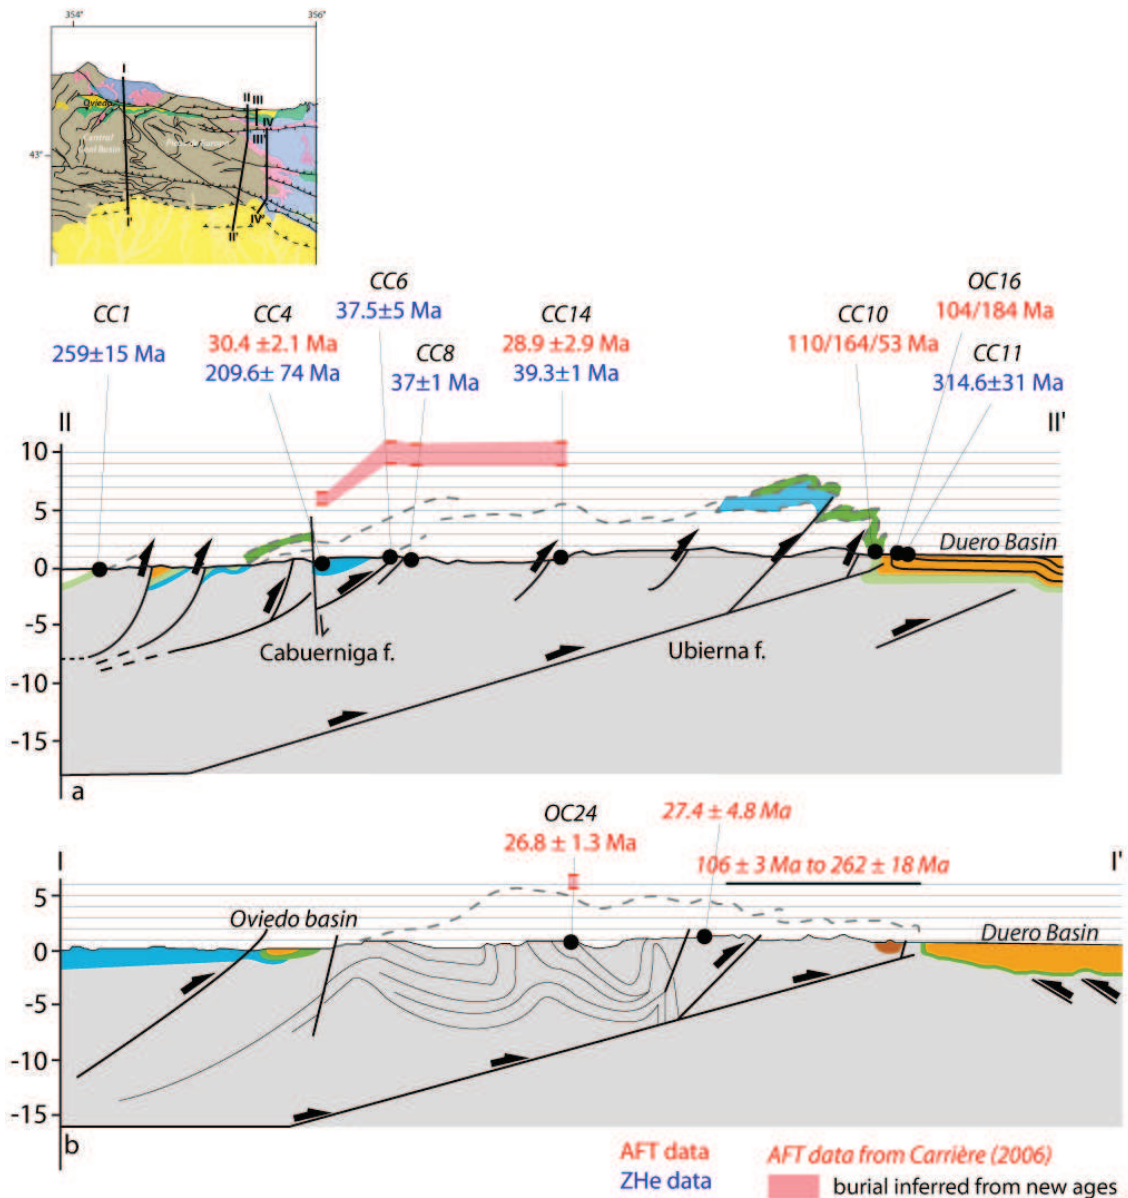 354° 356°
I
II III
Oviedo
IV
Central
Coal Basin
III'
43°
I'
IV'
II'
CC6
37.5±5 Ma
OC16
104/184 Ma
CC1
259±15 Ma
CC4
30.4 ±2.1 Ma
209.6± 74 Ma
CC8
37±1 Ma
CC14
28.9 ±2.9 Ma
39.3±1 Ma
CC10
110/164/53 Ma
CC11
314.6±31 Ma
II II'
10
5
0
-5
-10
-15
Duero Basin
Cabuerniga f.
Ubierna f.
a
OC24
26.8 ± 1.3 Ma
27.4 ± 4.8 Ma
106 ± 3 Ma to 262 ± 18 Ma
I I'
5
0
-5
-10
-15
Oviedo basin
Duero Basin
b
AFT data
ZHe data
AFT data from Carrière (2006)
burial inferred from new ages